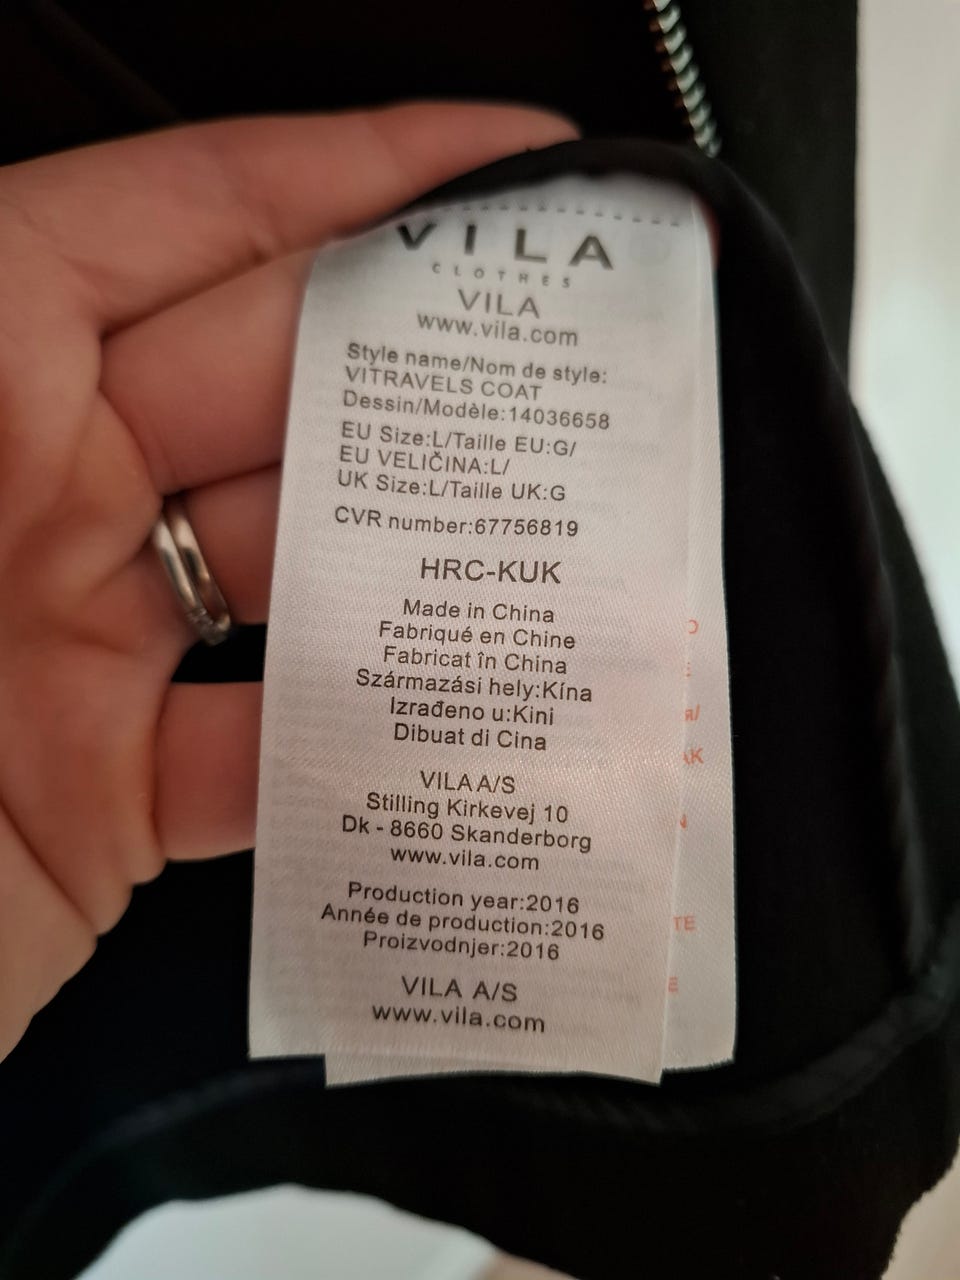 VILA
CLOTHES
VILA
www.vila.com
Style name/Nom de style:
VITRAVELS COAT
Dessin/Modèle:14036658
EU Size:L/Taille EU:G/
EU VELIČINA:L/
UK Size:L/Taille UK:G
CVR number:67756819
HRC-KUK
Made in China
Fabriqué en Chine
Fabricat în China
Származási hely:Kína
Izrađeno u:Kini
Dibuat di Cina
VILA A/S
Stilling Kirkevej 10
Dk - 8660 Skanderborg
www.vila.com
Production year:2016
Année de production:2016
Proizvodnjer:2016
VILA A/S
www.vila.com